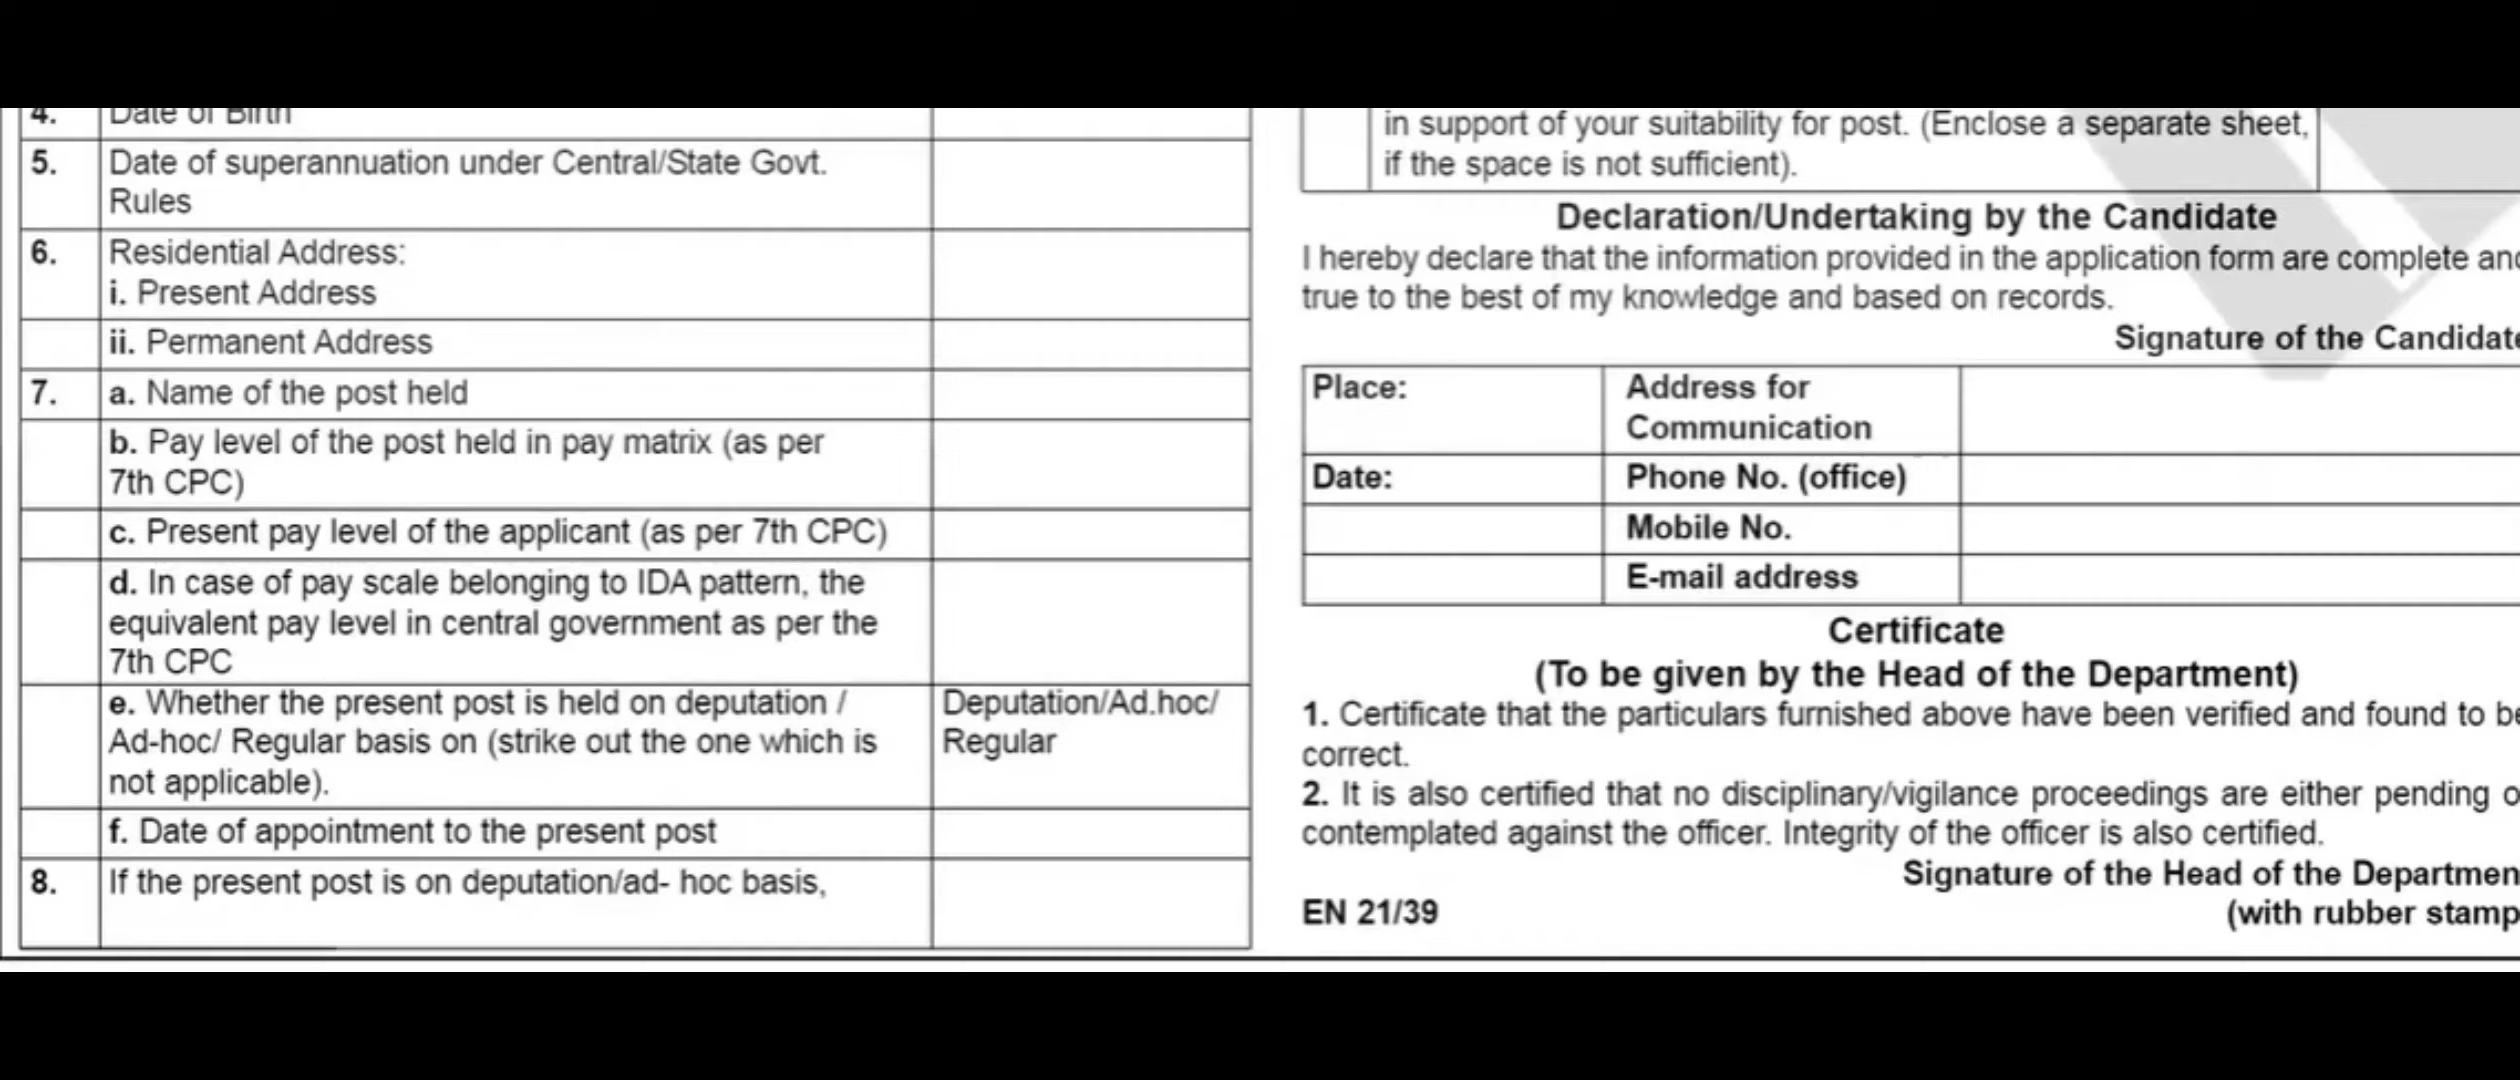 4. Date of Birth
5. Date of superannuation under Central/State Govt.
Rules
6. Residential Address:
i. Present Address
ii. Permanent Address
7. a. Name of the post held
b. Pay level of the post held in pay matrix (as per
7th CPC)
c. Present pay level of the applicant (as per 7th CPC)
d. In case of pay scale belonging to IDA pattern, the
equivalent pay level in central government as per the
7th CPC
e. Whether the present post is held on deputation /
Ad-hoc/ Regular basis on (strike out the one which is
not applicable).
Deputation/Ad.hoc/
Regular
f. Date of appointment to the present post
8. If the present post is on deputation/ad- hoc basis,
in support of your suitability for post. (Enclose a separate sheet,
if the space is not sufficient).
Declaration/Undertaking by the Candidate
I hereby declare that the information provided in the application form are complete and
true to the best of my knowledge and based on records.
Signature of the Candidate
Place: Address for
Communication
Date: Phone No. (office)
Mobile No.
E-mail address
Certificate
(To be given by the Head of the Department)
1. Certificate that the particulars furnished above have been verified and found to be
correct.
2. It is also certified that no disciplinary/vigilance proceedings are either pending o
contemplated against the officer. Integrity of the officer is also certified.
Signature of the Head of the Departmen
EN 21/39 (with rubber stamp